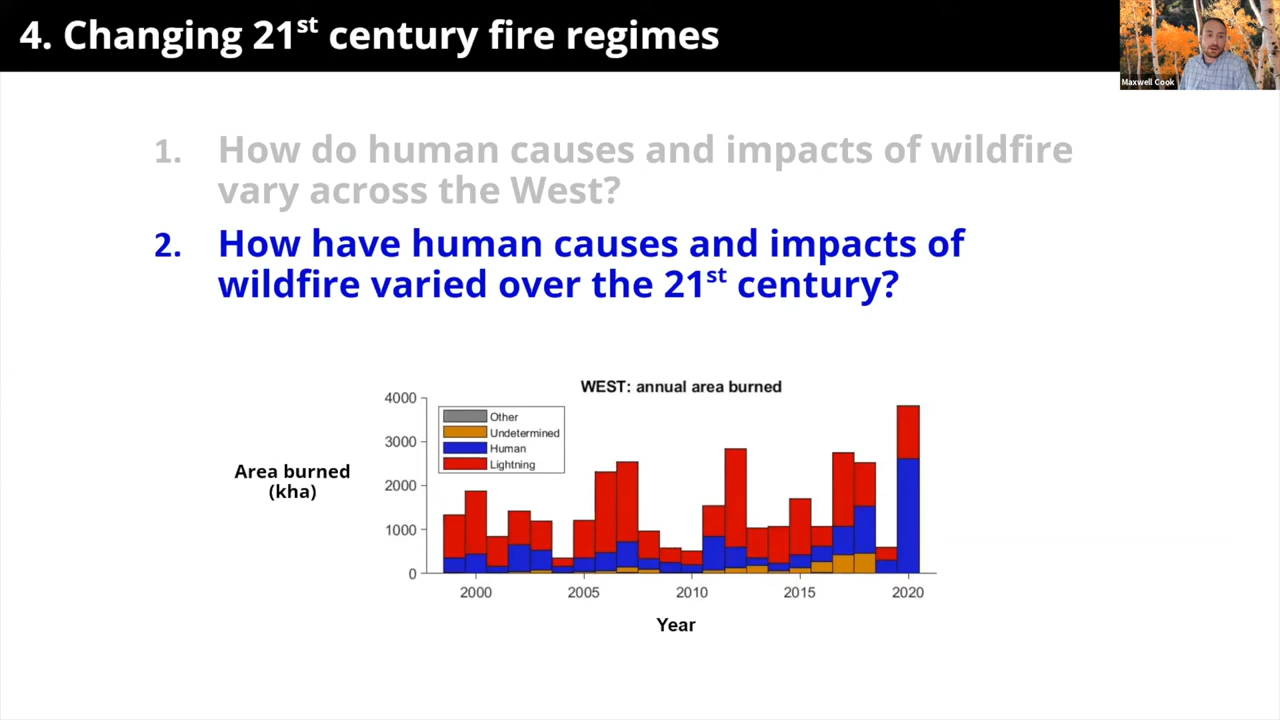 4. Changing 21st century fire regimes
Maxwell Cook
1. How do human causes and impacts of wildfire
vary across the West?
2. How have human causes and impacts of
wildfire varied over the 21st century?
WEST: annual area burned
4000
3000
2000
1000
0
Other
Undetermined
Human
Lightning
Area burned
(kha)
2000 2005 2010 2015 2020
Year